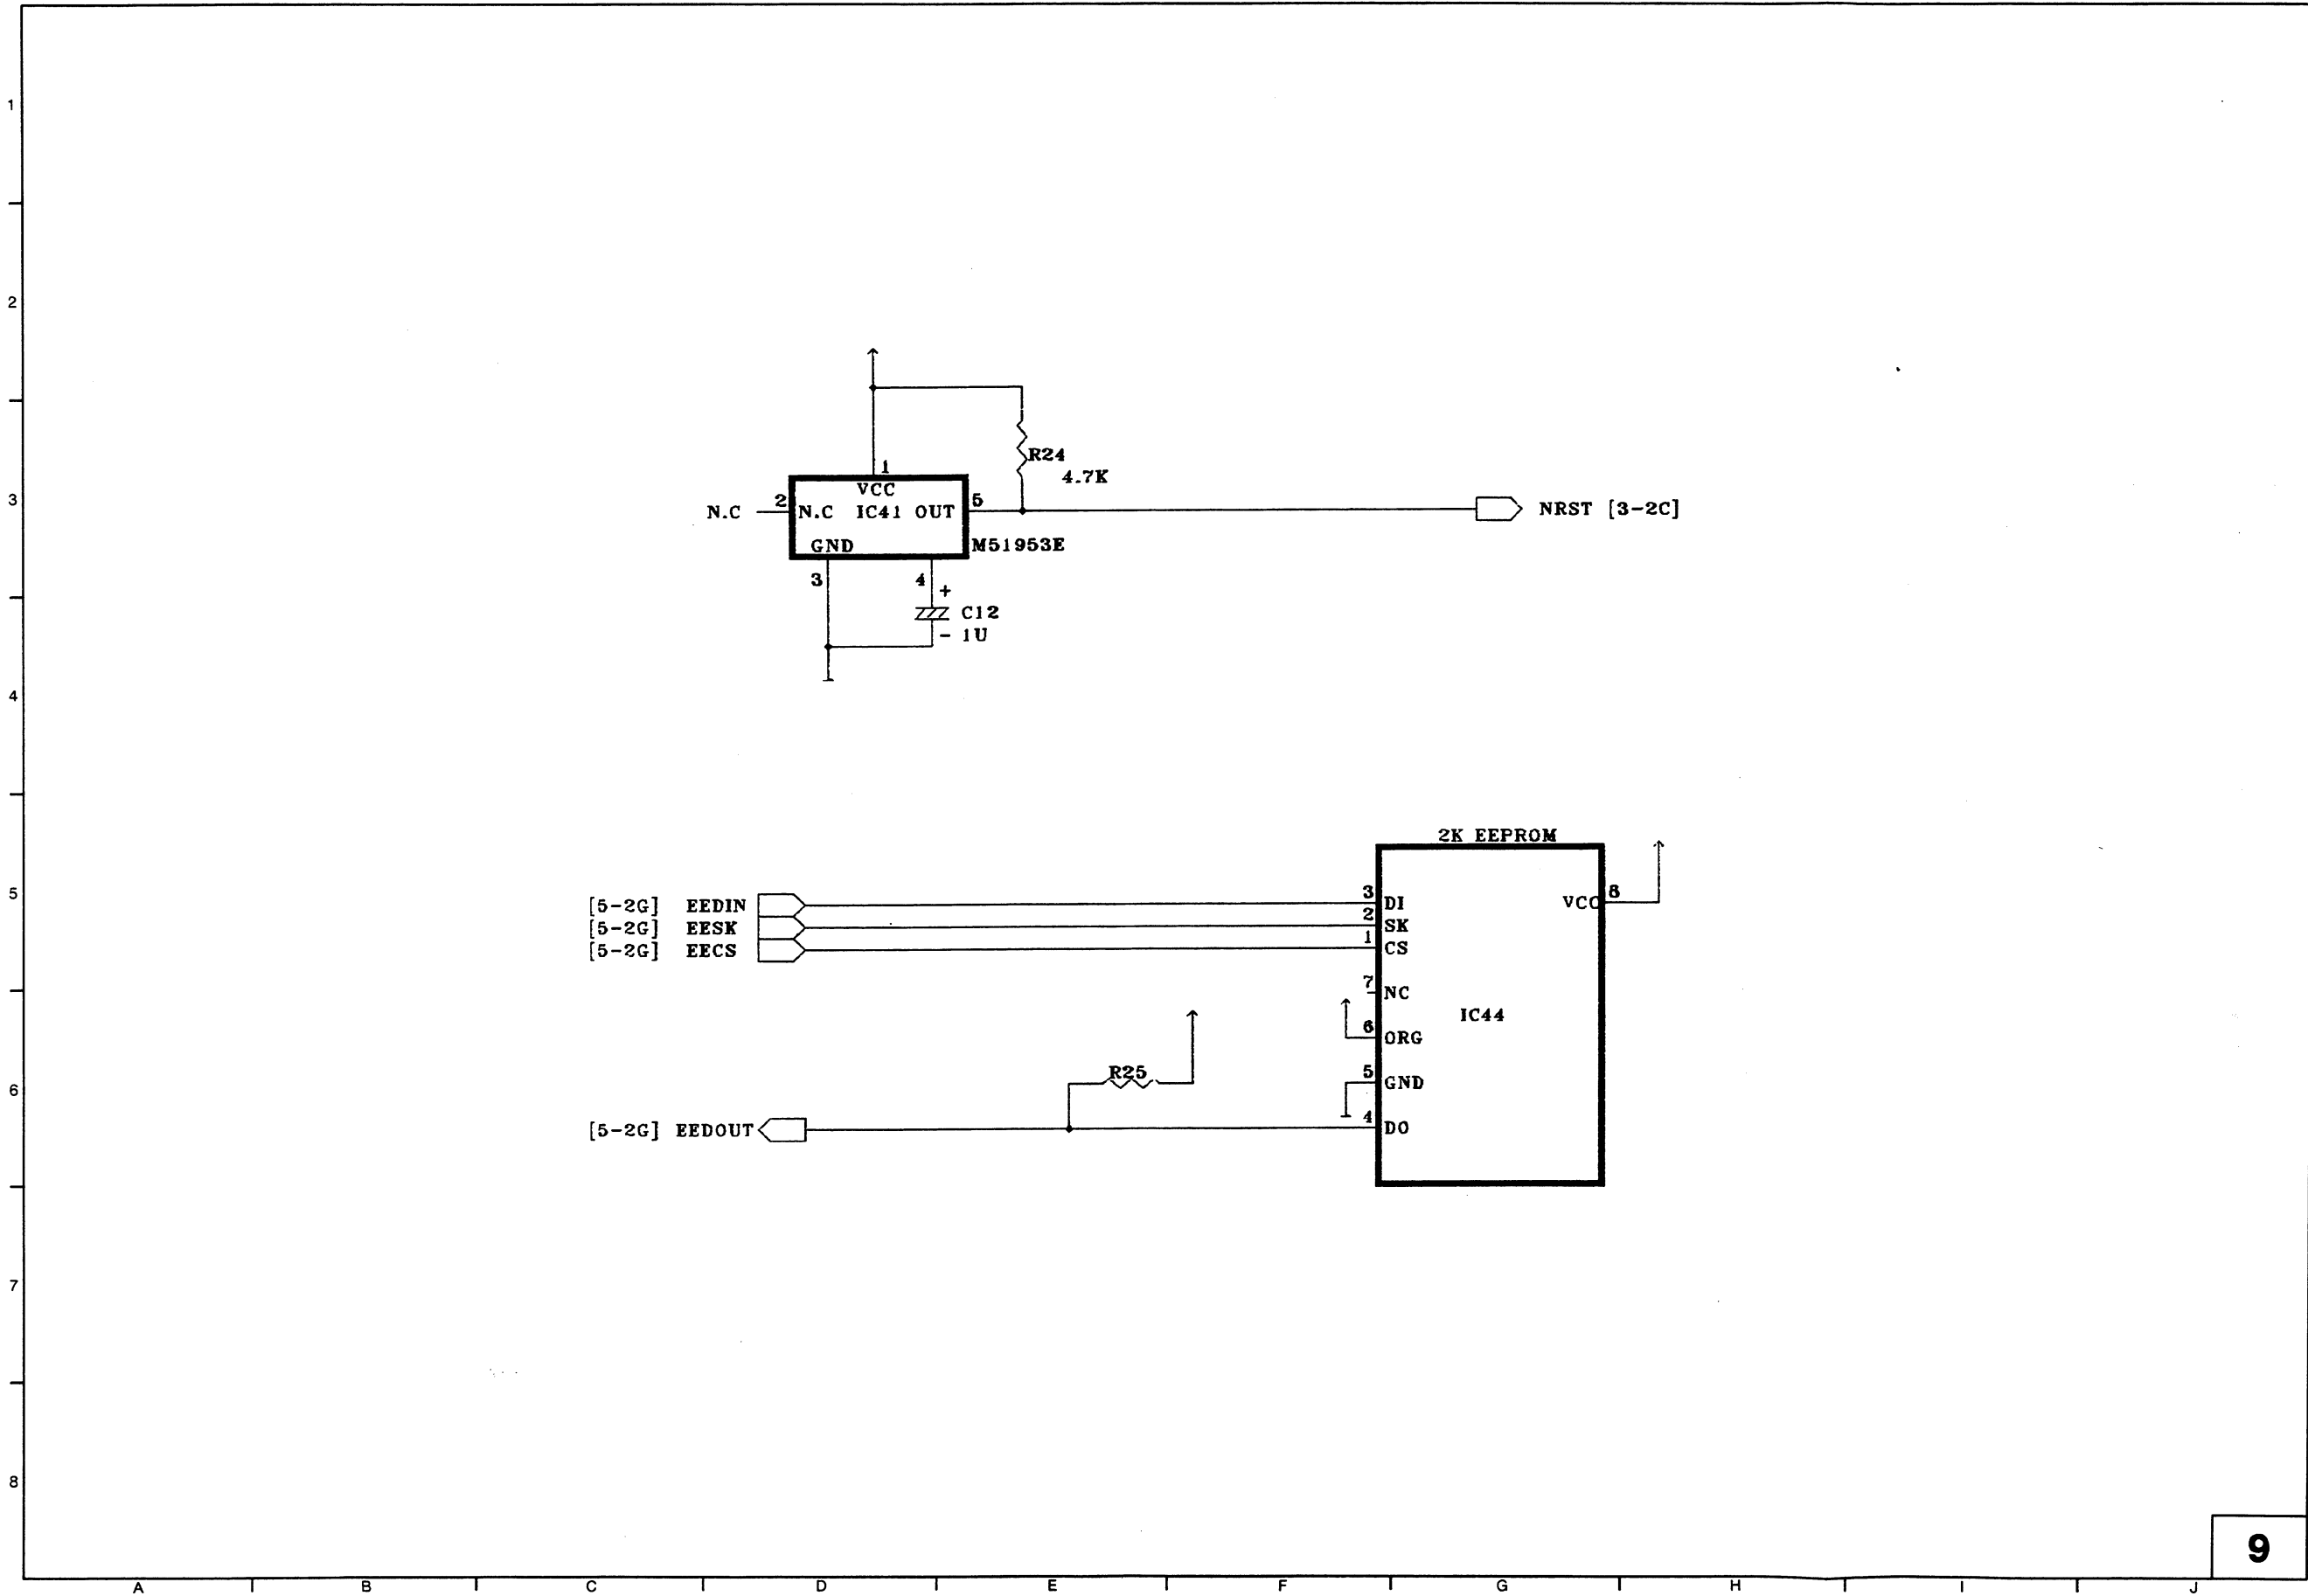 1
2
R24
4.7K
1
VCC
3
N.C
2
N.C
IC41
OUT
5
NRST [3-2C]
GND
M51953E
3
4
+
C12
- 1U
4
2K EEPROM
5
[5-2G] EEDIN
3
DI
VCC
8
[5-2G] EESK
2
SK
[5-2G] EECS
1
CS
7
NC
IC44
6
ORG
6
R25
5
GND
[5-2G] EEDOUT
4
DO
7
8
9
A
B
C
D
E
F
G
H
I
J